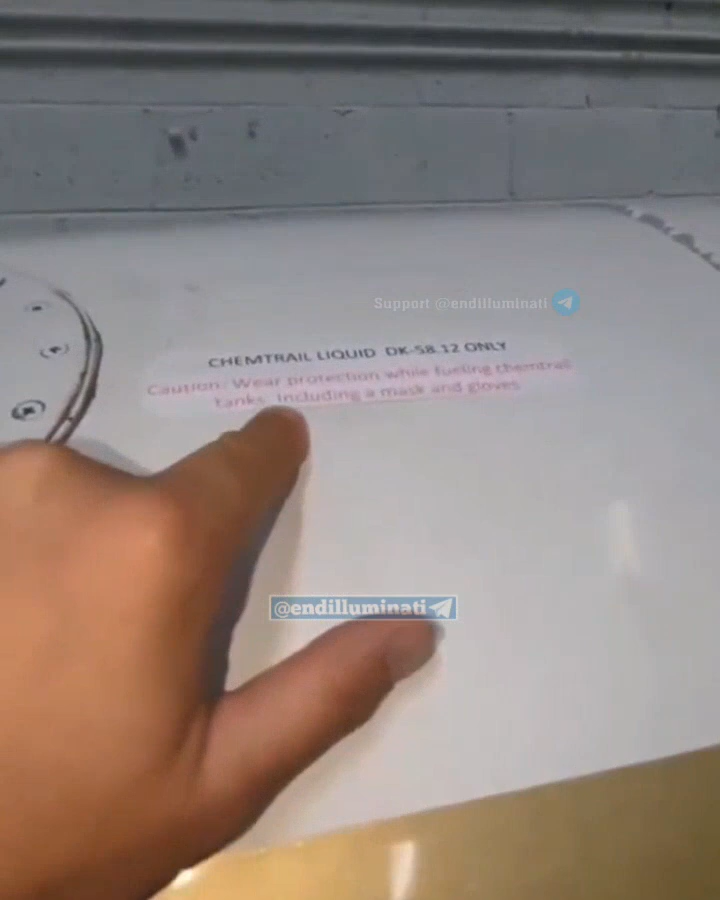 Support @endilluminati
CHEMTRAIL LIQUID DK-58.12 ONLY
Caution: Wear protection while fueling chemtrail
tanks. Including a mask and gloves
@endilluminati